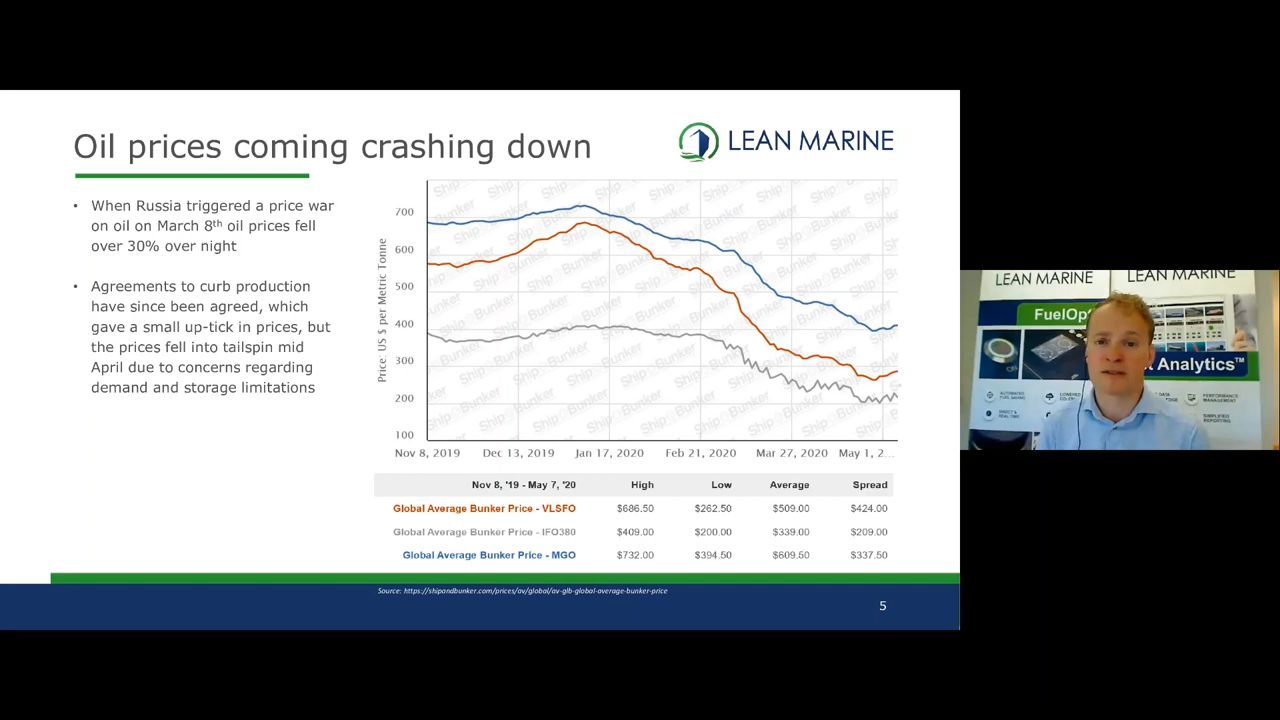 Oil prices coming crashing down
LEAN MARINE
• When Russia triggered a price war
on oil on March 8th oil prices fell
over 30% over night
• Agreements to curb production
have since been agreed, which
gave a small up-tick in prices, but
the prices fell into tailspin mid
April due to concerns regarding
demand and storage limitations
Price: US $ per Metric Tonne
700
600
500
400
300
200
100
Nov 8, 2019 Dec 13, 2019 Jan 17, 2020 Feb 21, 2020 Mar 27, 2020 May 1, 2...
Nov 8, '19 - May 7, '20 High Low Average Spread
Global Average Bunker Price - VLSFO $686.50 $262.50 $509.00 $424.00
Global Average Bunker Price - IFO380 $409.00 $200.00 $339.00 $209.00
Global Average Bunker Price - MGO $732.00 $394.50 $609.50 $337.50
Source: https://shipandbunker.com/prices/av/global/av-glb-global-average-bunker-price
5
LEAN MARINE LEAN MARINE
FuelOpt
Analytics™
AUTOMATED
FUEL SAVING
LOWERED
PERFORMANCE
MANAGEMENT
SIMPLIFIED
REPORTING